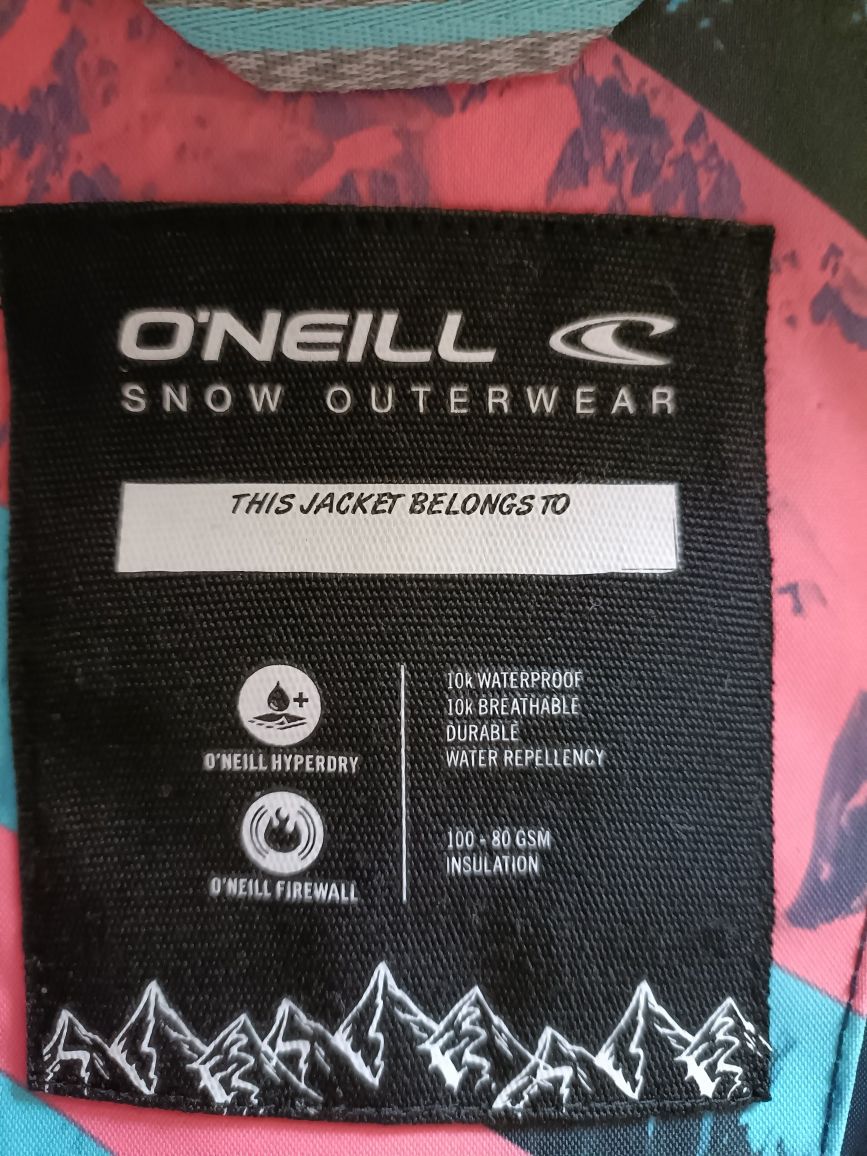 O'NEILL
SNOW OUTERWEAR
THIS JACKET BELONGS TO
O'NEILL HYPERDRY
10k WATERPROOF
10k BREATHABLE
DURABLE
WATER REPELLENCY
O'NEILL FIREWALL
100 - 80 GSM
INSULATION